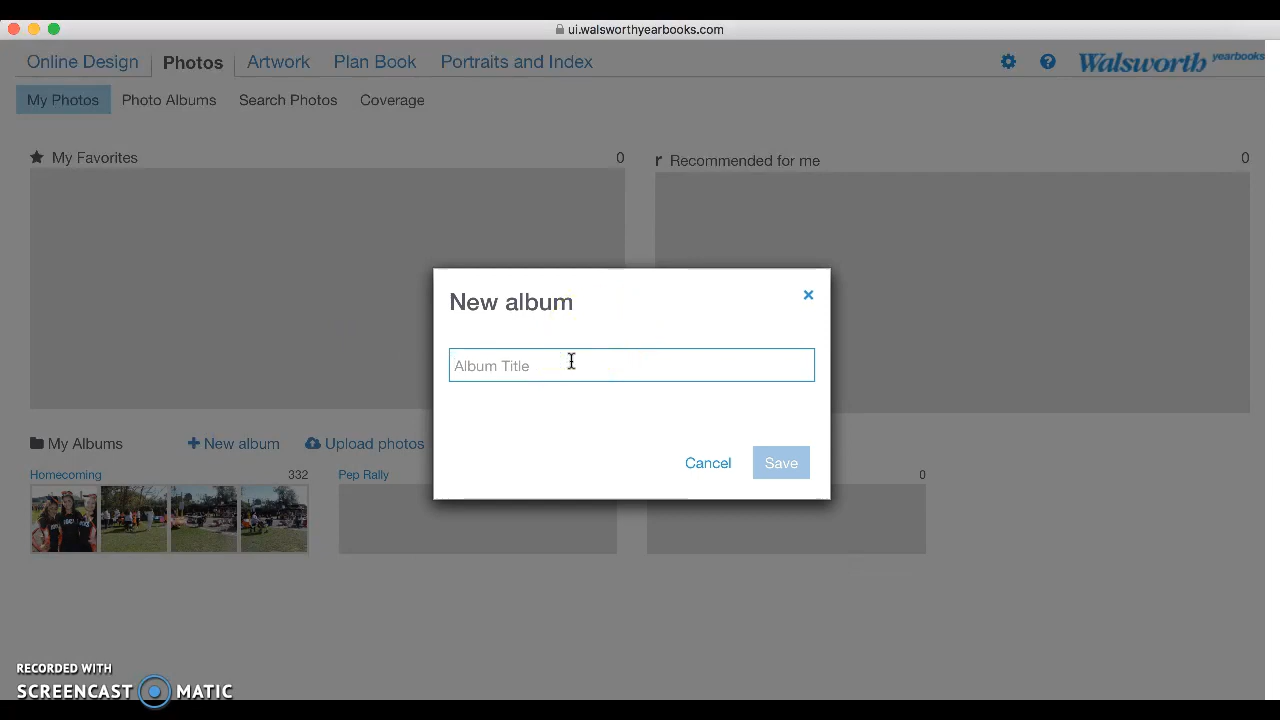 ui.walsworthyearbooks.com
Online Design Photos Artwork Plan Book Portraits and Index Walsworth yearbooks
My Photos Photo Albums Search Photos Coverage
My Favorites 0 r Recommended for me 0
New album ×
Album Title
Cancel Save
My Albums + New album Upload photos
Homecoming 332 Pep Rally 0
RECORDED WITH
SCREENCAST MATIC